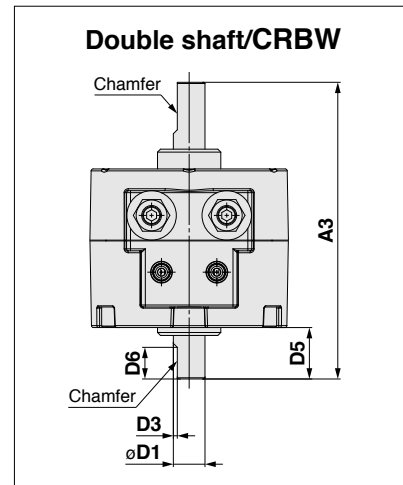 Double shaft/CRBW
Chamfer
A3
D5
D6
Chamfer
D3
øD1